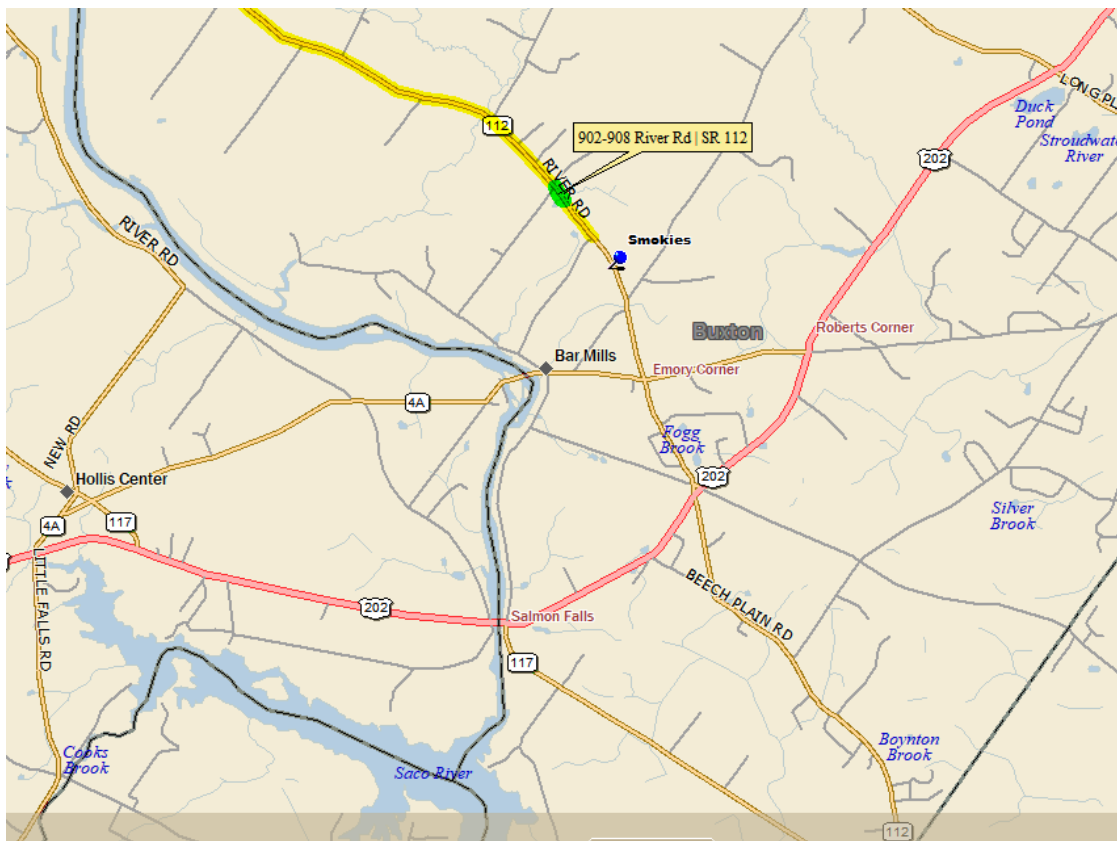 LONG PL
Duck
Pond
Stroudwate
River
112
902-908 River Rd | SR 112
202
RIVER RD
RIVER RD
Smokies
Buxton
Roberts Corner
Bar Mills
Emory Corner
4A
NEW RD
Fogg
Brook
Hollis Center
202
4A
117
Silver
Brook
LITTLE FALLS RD
202
Salmon Falls
BEECH PLAIN RD
117
Cooks
Brook
Saco River
Boynton
Brook
112